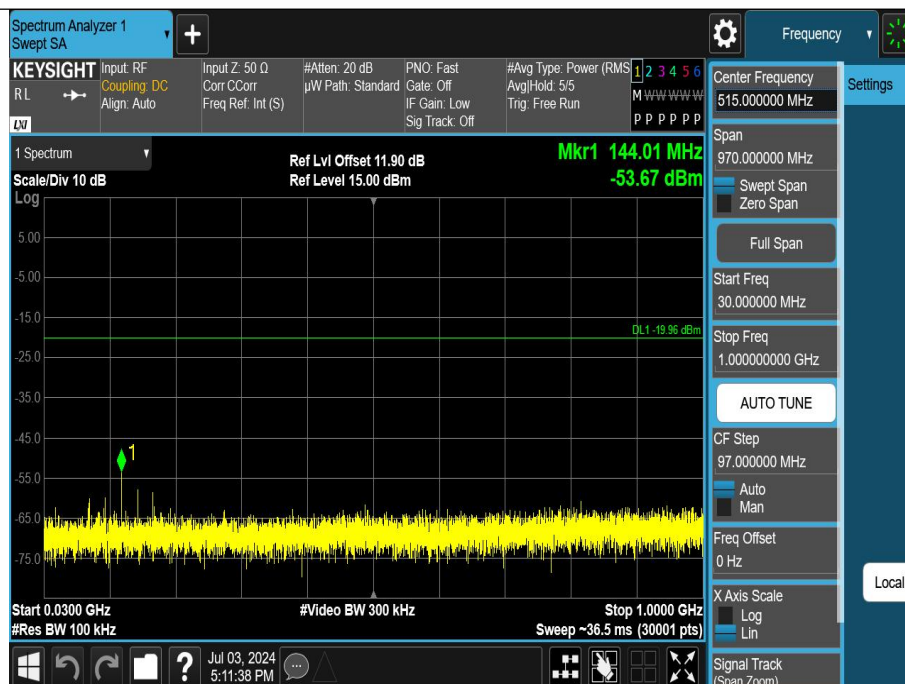 Spectrum Analyzer 1
Swept SA
Frequency
KEYSIGHT
RL
LXI
Input: RF
Coupling: DC
Align: Auto
Input Z: 50 Ω
Corr CCorr
Freq Ref: Int (S)
#Atten: 20 dB
µW Path: Standard
PNO: Fast
Gate: Off
IF Gain: Low
Sig Track: Off
#Avg Type: Power (RMS
Avg|Hold: 5/5
Trig: Free Run
1 2 3 4 5 6
M W W W W W
P P P P P P
1 Spectrum
Scale/Div 10 dB
Log
Ref Lvl Offset 11.90 dB
Ref Level 15.00 dBm
Mkr1 144.01 MHz
-53.67 dBm
5.00
-5.00
-15.0
DL1 -19.96 dBm
-25.0
-35.0
-45.0
1
-55.0
-65.0
-75.0
Start 0.0300 GHz
#Res BW 100 kHz
#Video BW 300 kHz
Stop 1.0000 GHz
Sweep ~36.5 ms (30001 pts)
Center Frequency
515.000000 MHz
Span
970.000000 MHz
Swept Span
Zero Span
Full Span
Start Freq
30.000000 MHz
Stop Freq
1.000000000 GHz
AUTO TUNE
CF Step
97.000000 MHz
Auto
Man
Freq Offset
0 Hz
X Axis Scale
Log
Lin
Signal Track
(Span Zoom)
Settings
Local
?
Jul 03, 2024
5:11:38 PM